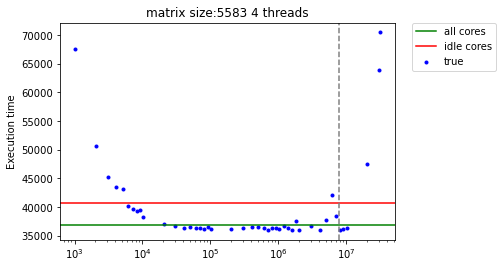 matrix size:5583 4 threads
70000
65000
60000
55000
50000
45000
40000
35000
Execution time
10³
10⁴
10⁵
10⁶
10⁷
all cores
idle cores
true